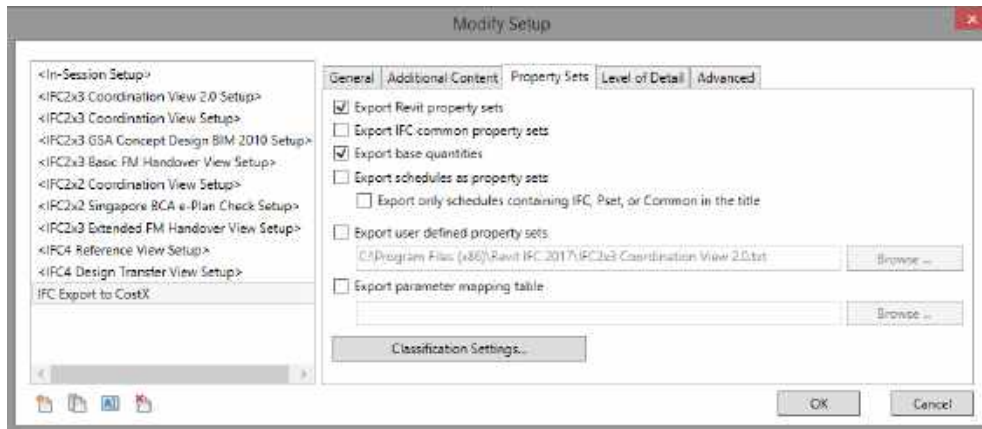 Modify Setup
<In-Session Setup>
<IFC2x3 Coordination View 2.0 Setup>
<IFC2x3 Coordination View Setup>
<IFC2x3 GSA Concept Design BIM 2010 Setup>
<IFC2x3 Basic FM Handover View Setup>
<IFC2x2 Coordination View Setup>
<IFC2x2 Singapore BCA e-Plan Check Setup>
<IFC2x3 Extended FM Handover View Setup>
<IFC4 Reference View Setup>
<IFC4 Design Transfer View Setup>
IFC Export to CostX
General Additional Content Property Sets Level of Detail Advanced
Export Revit property sets
Export IFC common property sets
Export base quantities
Export schedules as property sets
Export only schedules containing IFC, Pset, or Common in the title
Export user defined property sets
C:\Program Files (x86)\Revit IFC 2017\IFC2x3 Coordination View 2.0.txt Browse ...
Export parameter mapping table
Browse ...
Classification Settings...
OK Cancel